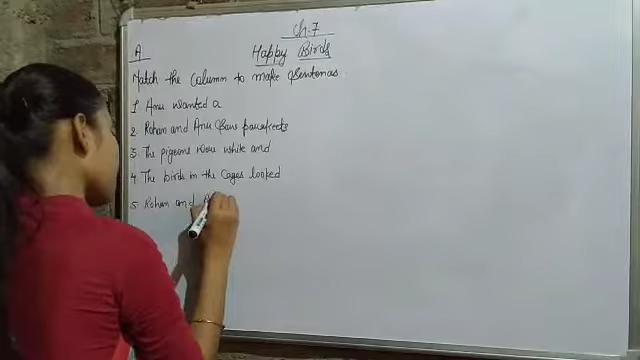 Ch-7
A Happy Birds
Match the Column to make Sentences.
1 Anu wanted a
2. Rohan and Anu Saw parrots
3. The pigeons were white and
4. The birds in the Cages looked
5. Rohan and